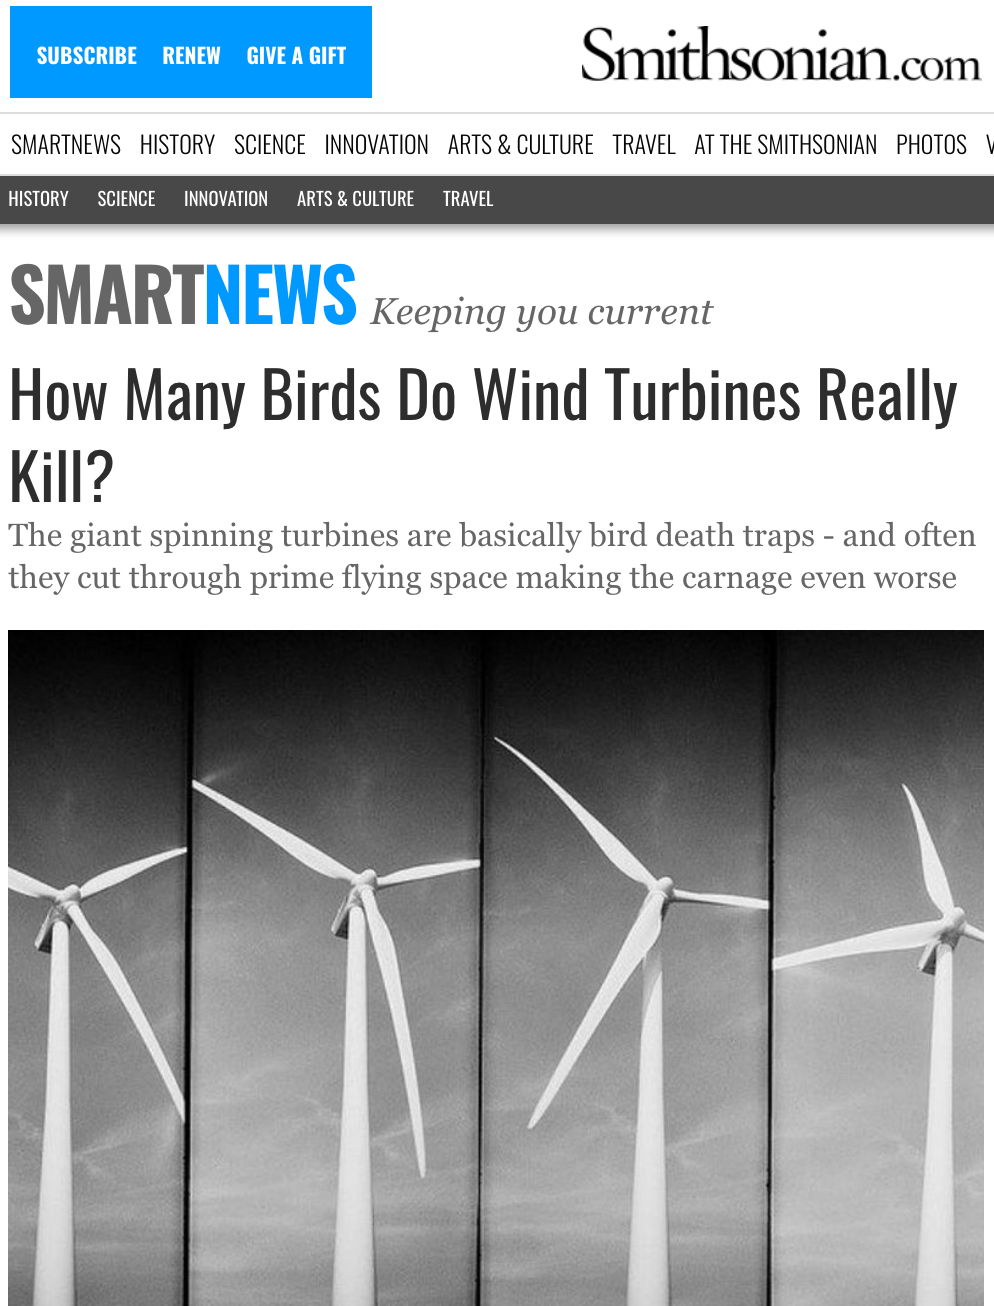 SUBSCRIBE RENEW GIVE A GIFT
Smithsonian.com
SMARTNEWS HISTORY SCIENCE INNOVATION ARTS & CULTURE TRAVEL AT THE SMITHSONIAN PHOTOS
HISTORY SCIENCE INNOVATION ARTS & CULTURE TRAVEL
SMARTNEWS Keeping you current
How Many Birds Do Wind Turbines Really
Kill?
The giant spinning turbines are basically bird death traps - and often
they cut through prime flying space making the carnage even worse